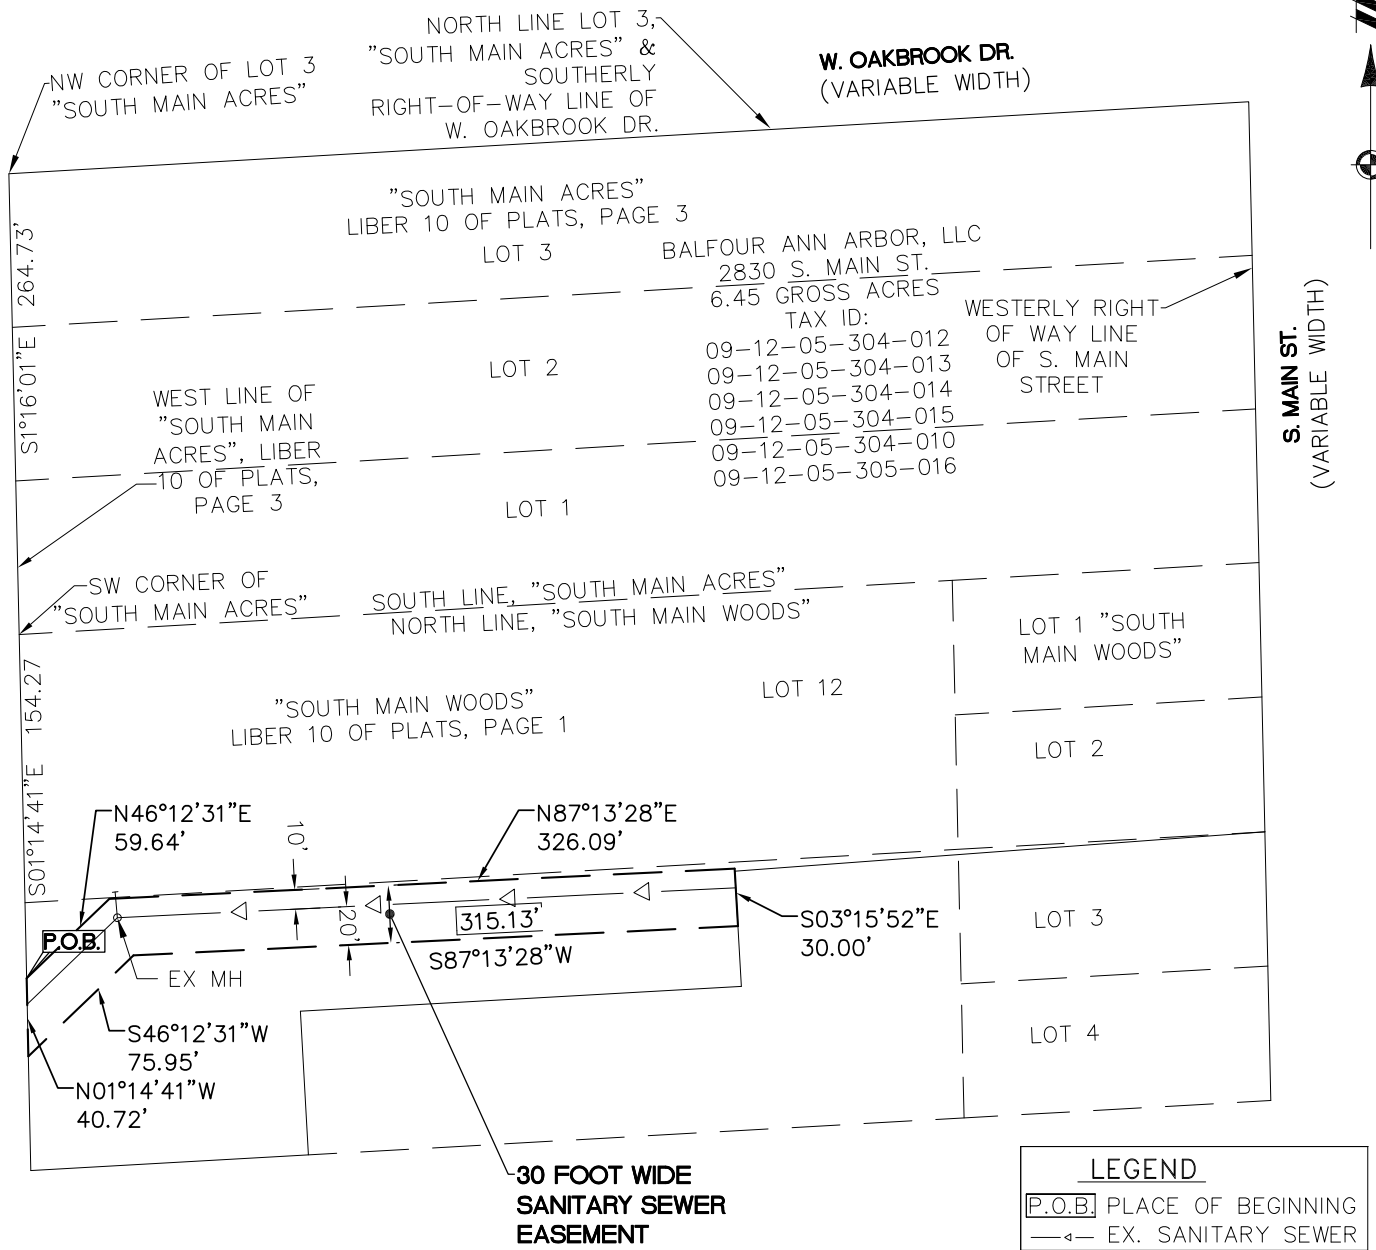 NW CORNER OF LOT 3
"SOUTH MAIN ACRES"
NORTH LINE LOT 3,
"SOUTH MAIN ACRES" &
SOUTHERLY
RIGHT-OF-WAY LINE OF
W. OAKBROOK DR.
W. OAKBROOK DR.
(VARIABLE WIDTH)
"SOUTH MAIN ACRES"
LIBER 10 OF PLATS, PAGE 3
LOT 3
BALFOUR ANN ARBOR, LLC
2830 S. MAIN ST.
6.45 GROSS ACRES
TAX ID:
09-12-05-304-012
09-12-05-304-013
09-12-05-304-014
09-12-05-304-015
09-12-05-304-010
09-12-05-305-016
WESTERLY RIGHT
OF WAY LINE
OF S. MAIN
STREET
S. MAIN ST.
(VARIABLE WIDTH)
S1°16'01"E 264.73'
LOT 2
WEST LINE OF
"SOUTH MAIN
ACRES", LIBER
10 OF PLATS,
PAGE 3
LOT 1
SW CORNER OF
"SOUTH MAIN ACRES"
SOUTH LINE, "SOUTH MAIN ACRES"
NORTH LINE, "SOUTH MAIN WOODS"
LOT 1 "SOUTH
MAIN WOODS"
S01°14'41"E 154.27
"SOUTH MAIN WOODS"
LIBER 10 OF PLATS, PAGE 1
LOT 12
LOT 2
N46°12'31"E
59.64'
10'
N87°13'28"E
326.09'
P.O.B.
20'
315.13'
S87°13'28"W
S03°15'52"E
30.00'
LOT 3
EX MH
S46°12'31"W
75.95'
N01°14'41"W
40.72'
LOT 4
30 FOOT WIDE
SANITARY SEWER
EASEMENT
LEGEND
P.O.B. PLACE OF BEGINNING
EX. SANITARY SEWER